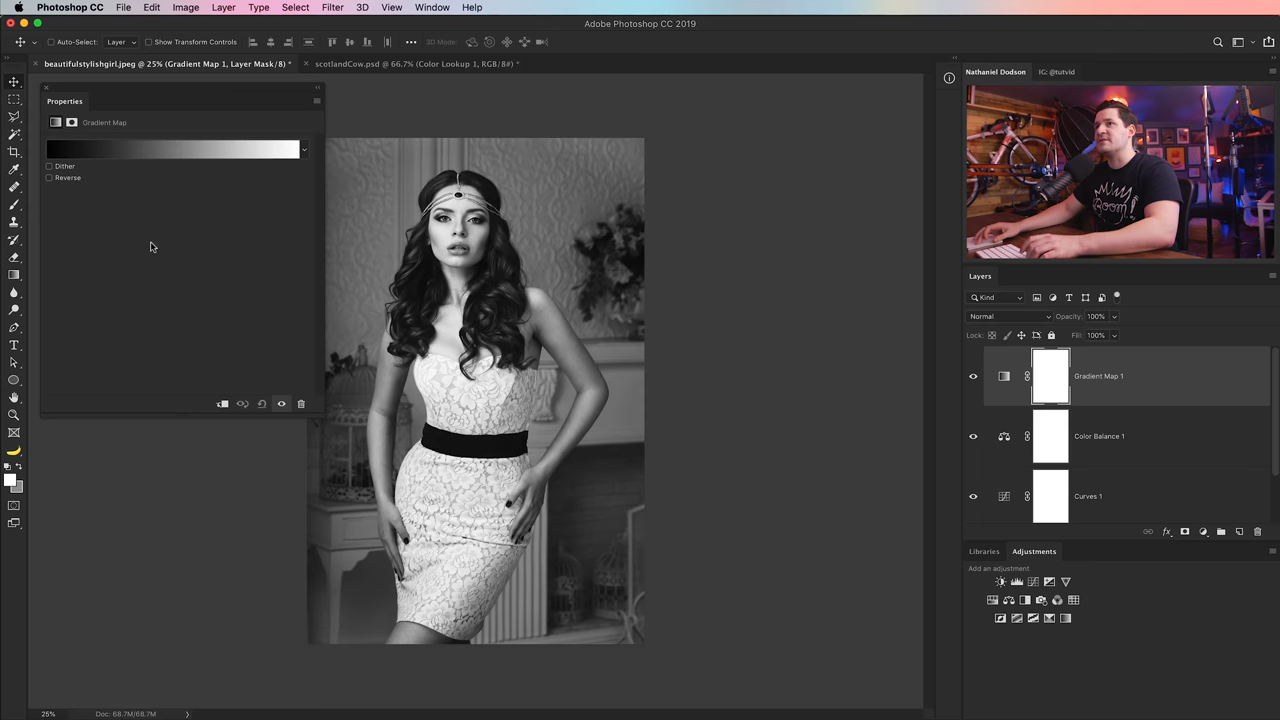 Photoshop CC File Edit Image Layer Type Select Filter 3D View Window Help
Adobe Photoshop CC 2019
Auto-Select: Layer Show Transform Controls 3D Mode:
beautifulstylishgirl.jpeg @ 25% (Gradient Map 1, Layer Mask/8) * scotlandCow.psd @ 66.7% (Color Lookup 1, RGB/8#) *
Nathaniel Dodson IG: @tutvid
Properties
Gradient Map
Dither
Reverse
Layers
Kind
Normal Opacity: 100%
Lock: Fill: 100%
Gradient Map 1
Color Balance 1
Curves 1
Libraries Adjustments
Add an adjustment
25% Doc: 68.7M/68.7M